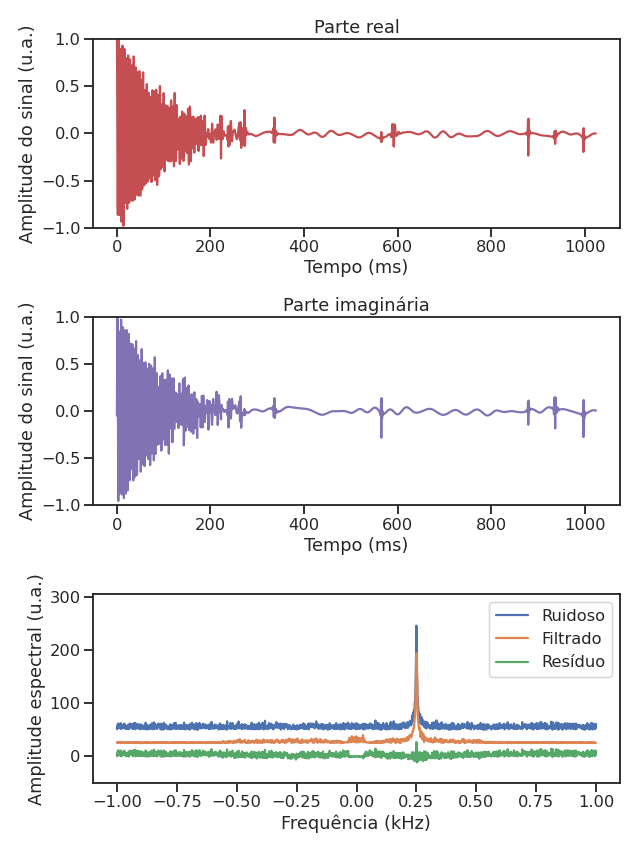 Parte real
Amplitude do sinal (u.a.)
1.0
0.5
0.0
−0.5
−1.0
0 200 400 600 800 1000
Tempo (ms)
Parte imaginária
Amplitude do sinal (u.a.)
1.0
0.5
0.0
−0.5
−1.0
0 200 400 600 800 1000
Tempo (ms)
Amplitude espectral (u.a.)
300
200
100
0
Ruidoso
Filtrado
Resíduo
−1.00 −0.75 −0.50 −0.25 0.00 0.25 0.50 0.75 1.00
Frequência (kHz)